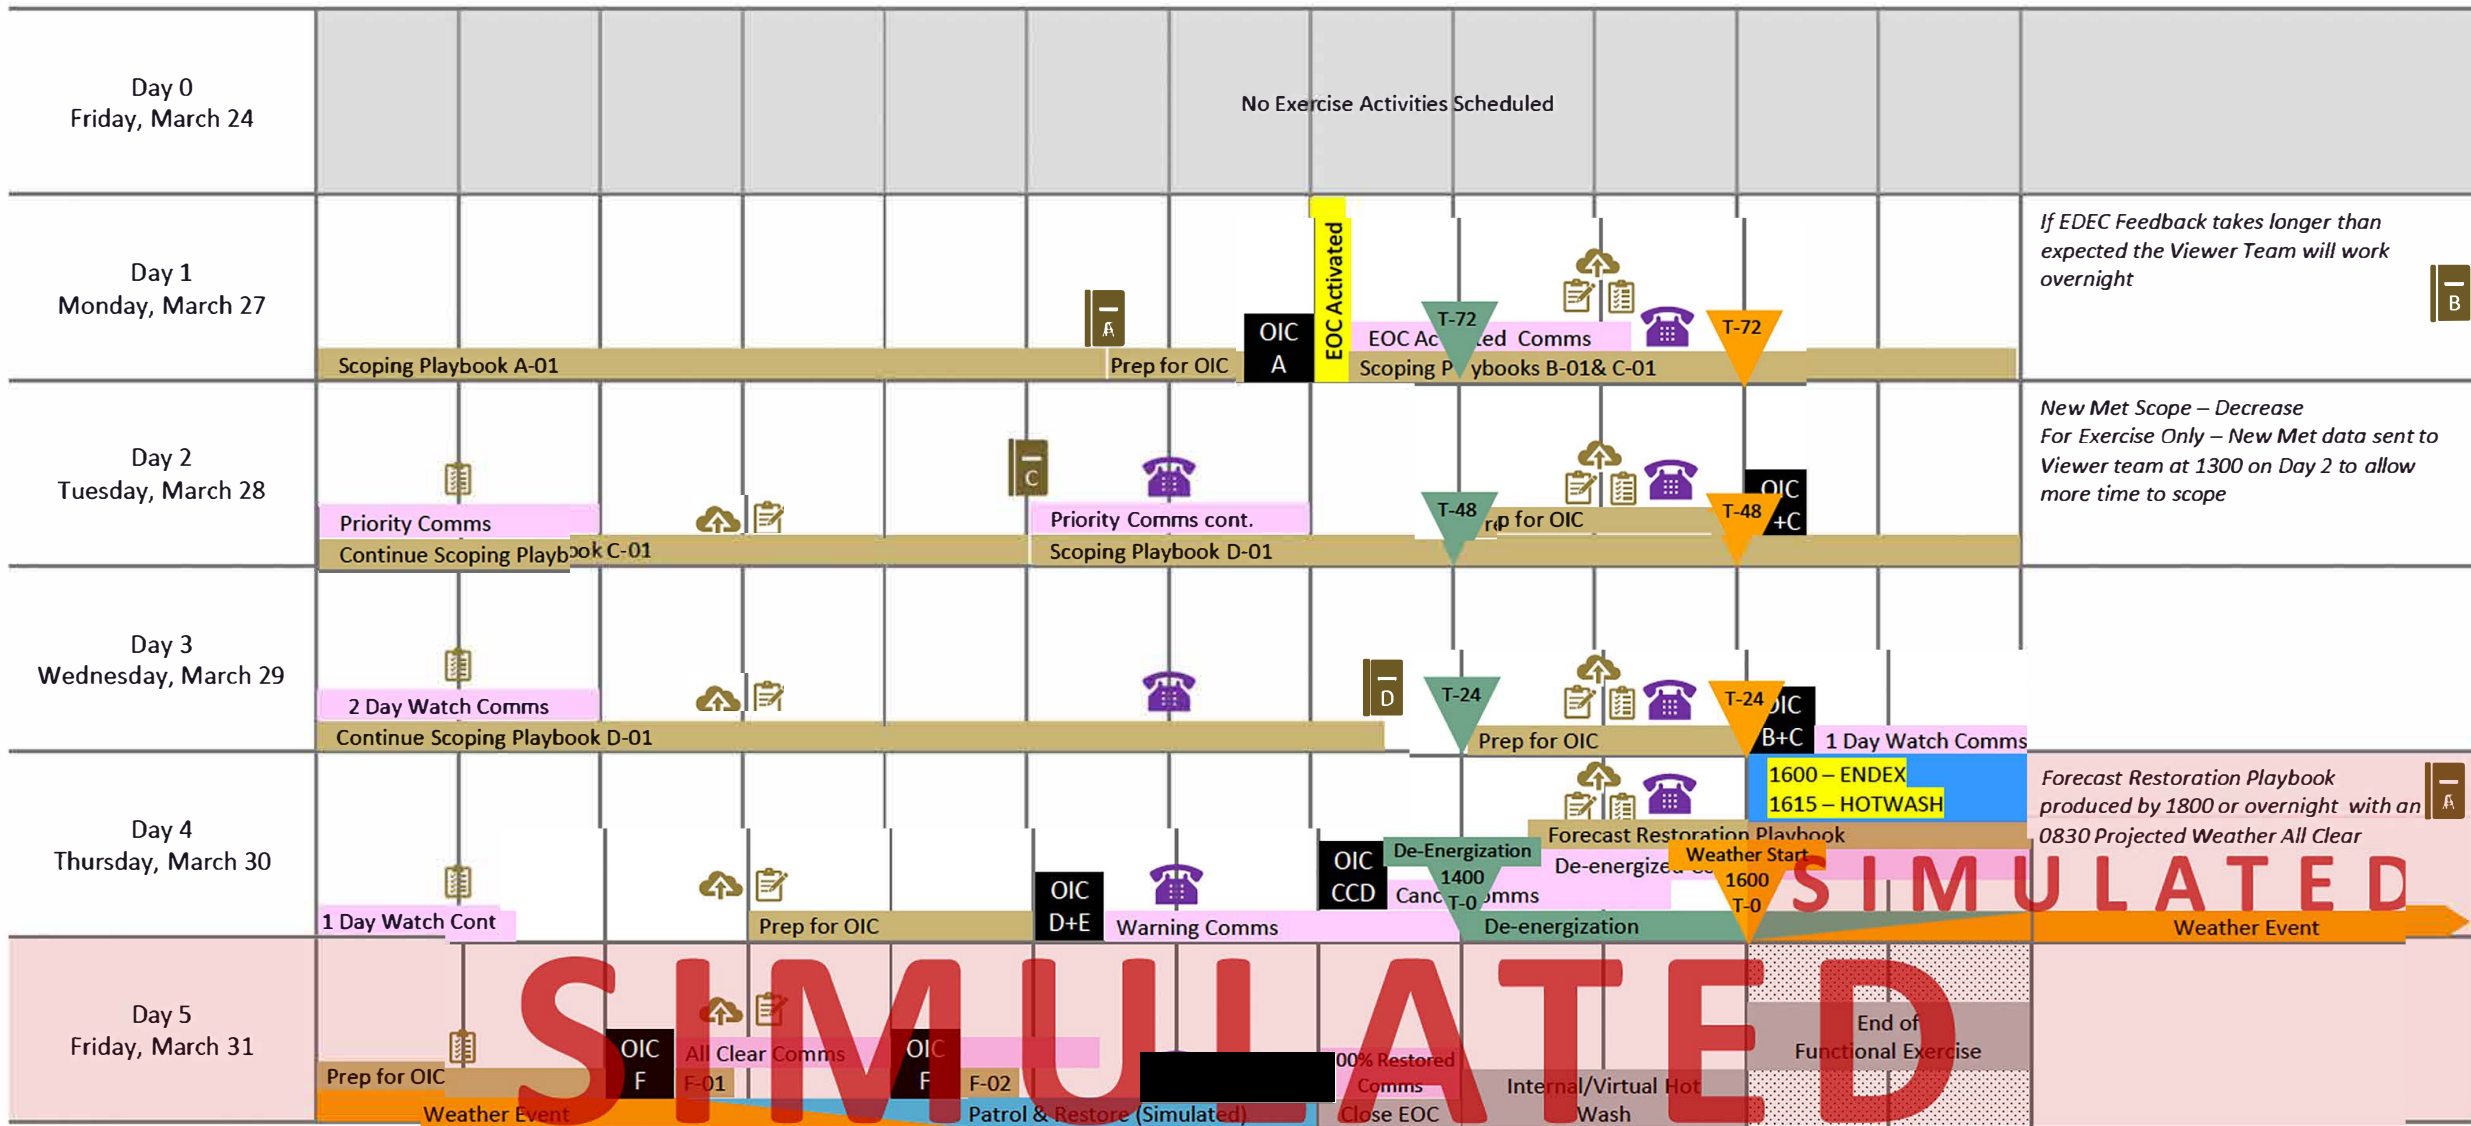 Day 0
Friday, March 24
No Exercise Activities Scheduled
Day 1
Monday, March 27
Scoping Playbook A-01
A
Prep for OIC
OIC
A
EOC Activated
T-72
EOC Ac ted Comms
Scoping P ybooks B-01& C-01
T-72
If EDEC Feedback takes longer than
expected the Viewer Team will work
overnight
B
Day 2
Tuesday, March 28
Priority Comms
Continue Scoping Playbook C-01
C
Priority Comms cont.
Scoping Playbook D-01
T-48
p for OIC
T-48
OIC
+C
New Met Scope – Decrease
For Exercise Only – New Met data sent to
Viewer team at 1300 on Day 2 to allow
more time to scope
Day 3
Wednesday, March 29
2 Day Watch Comms
Continue Scoping Playbook D-01
D
T-24
Prep for OIC
T-24
OIC
B+C
1 Day Watch Comms
Day 4
Thursday, March 30
1 Day Watch Cont
Prep for OIC
OIC
D+E
Warning Comms
OIC
CCD
De-Energization
1400
T-0
Canc omms
De-energization
Forecast Restoration Playbook
De-energized
Weather Start
1600
T-0
1600 – ENDEX
1615 – HOTWASH
Forecast Restoration Playbook
produced by 1800 or overnight with an
0830 Projected Weather All Clear
A
SIMULATED
Weather Event
Day 5
Friday, March 31
Prep for OIC
Weather Event
OIC
F
All Clear Comms
F-01
OIC
F
F-02
Patrol & Restore (Simulated)
00% Restored
Comms
Close EOC
Internal/Virtual Hot
Wash
End of
Functional Exercise
SIMULATED